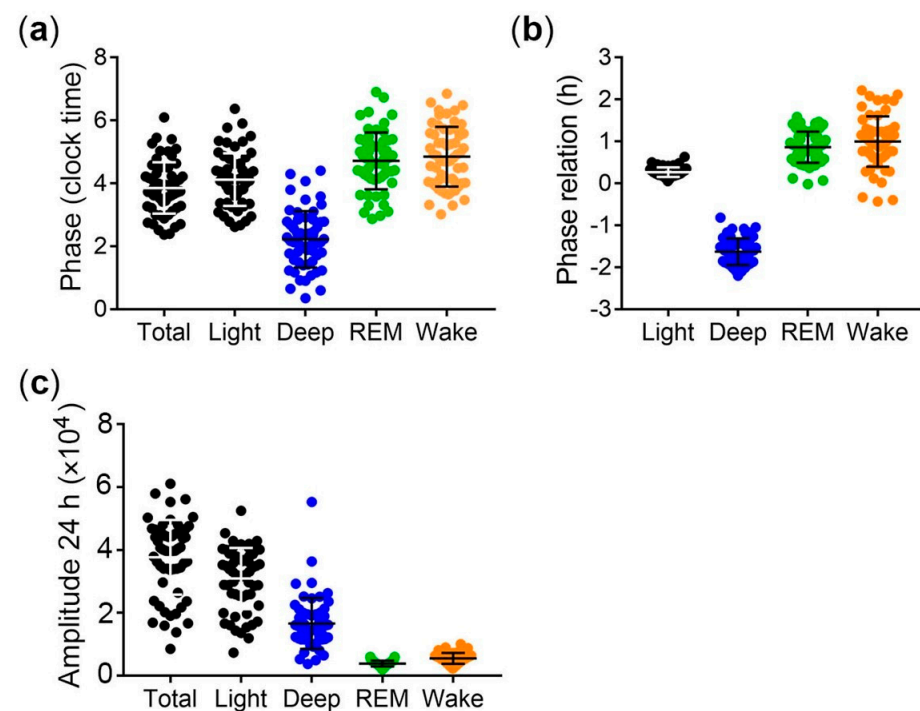 (a)
Phase (clock time)
8
6
4
2
0
Total Light Deep REM Wake
(b)
Phase relation (h)
3
2
1
0
-1
-2
-3
Light Deep REM Wake
(c)
Amplitude 24 h (×10⁴)
8
6
4
2
0
Total Light Deep REM Wake